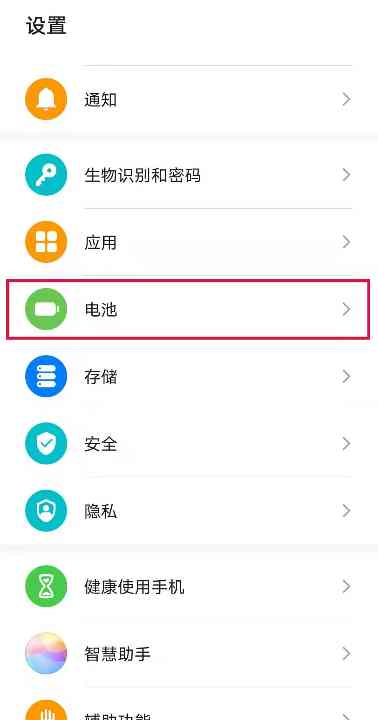 设置
通知
生物识别和密码
应用
电池
存储
安全
隐私
健康使用手机
智慧助手
辅助功能